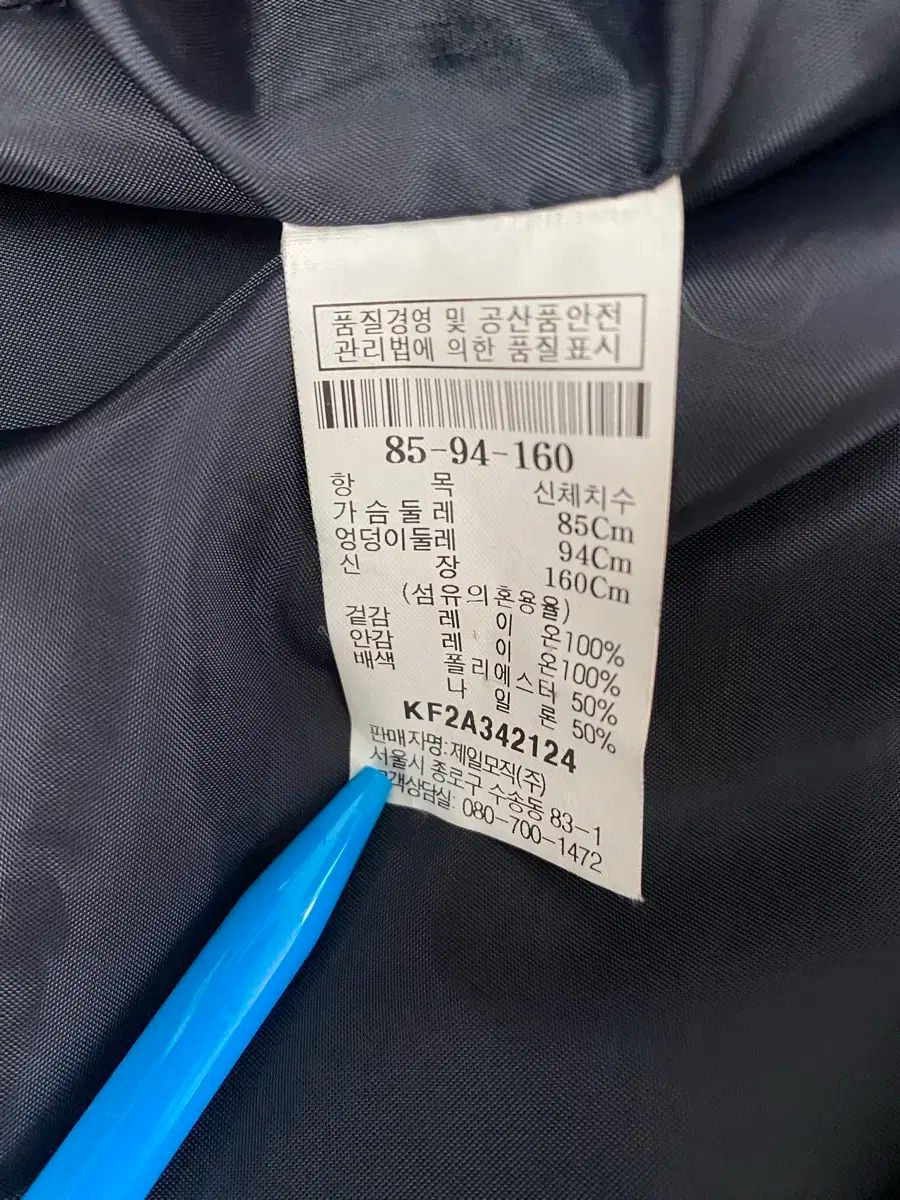 품질경영 및 공산품안전
관리법에 의한 품질표시
85-94-160
항 목 신체치수
가슴둘레 85Cm
엉덩이둘레 94Cm
신 장 160Cm
(섬유의혼용율)
겉감 레 이 온100%
안감 레 이 온100%
배색 폴리에스터 50%
나 일 론 50%
KF2A342124
판매자명:제일모직(주)
서울시 종로구 수송동 83-1
고객상담실: 080-700-1472